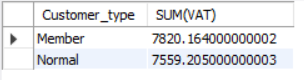 Customer_type SUM(VAT)
Member 7820.164000000002
Normal 7559.205000000003